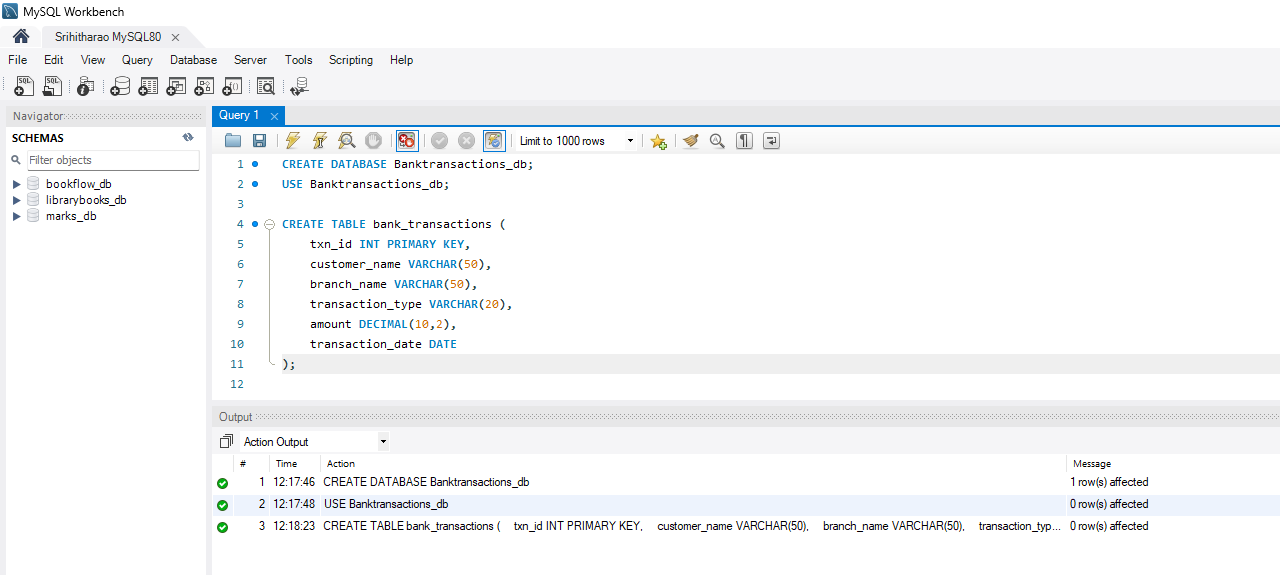 MySQL Workbench
Srihitharao MySQL80
File Edit View Query Database Server Tools Scripting Help
Navigator
SCHEMAS
Filter objects
bookflow_db
librarybooks_db
marks_db
Query 1
Limit to 1000 rows
1 CREATE DATABASE Banktransactions_db;
2 USE Banktransactions_db;
3
4 CREATE TABLE bank_transactions (
5 txn_id INT PRIMARY KEY,
6 customer_name VARCHAR(50),
7 branch_name VARCHAR(50),
8 transaction_type VARCHAR(20),
9 amount DECIMAL(10,2),
10 transaction_date DATE
11 );
12
Output
Action Output
# Time Action Message
1 12:17:46 CREATE DATABASE Banktransactions_db 1 row(s) affected
2 12:17:48 USE Banktransactions_db 0 row(s) affected
3 12:18:23 CREATE TABLE bank_transactions ( txn_id INT PRIMARY KEY, customer_name VARCHAR(50), branch_name VARCHAR(50), transaction_typ... 0 row(s) affected